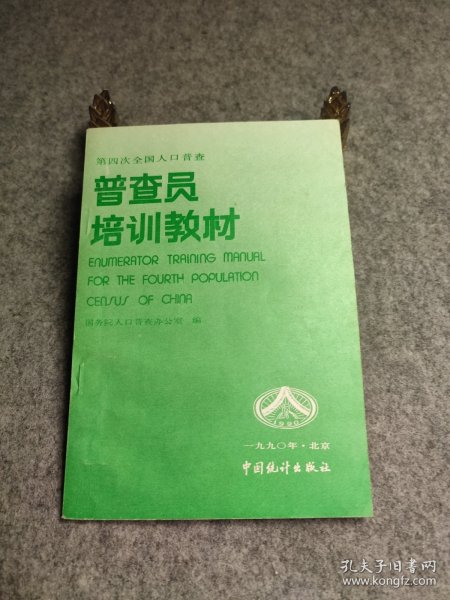 第四次全国人口普查
普查员
培训教材
ENUMERATOR TRAINING MANUAL
FOR THE FOURTH POPULATION
CENSUS OF CHINA
国务院人口普查办公室 编
1990
一九九〇年·北京
中国统计出版社
孔夫子旧书网
www.kongfz.com